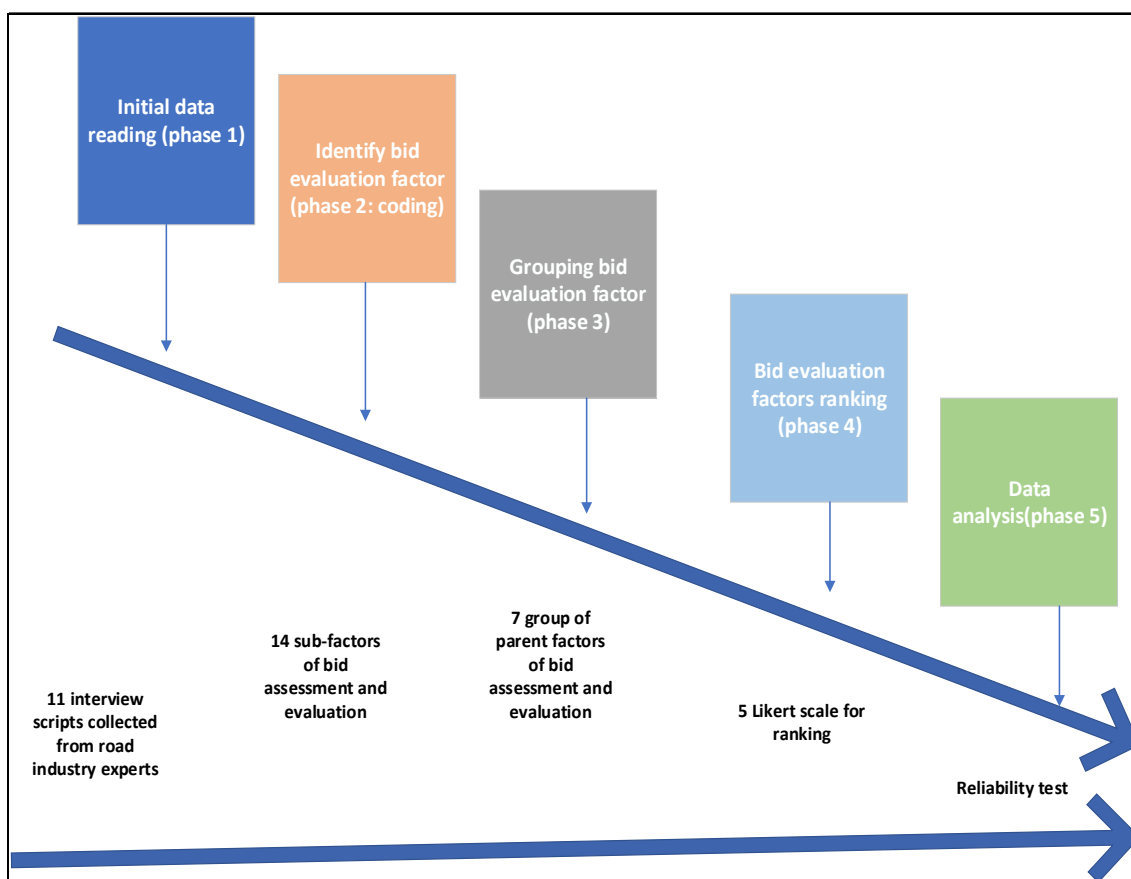 Initial data
reading (phase 1)
Identify bid
evaluation factor
(phase 2: coding)
Grouping bid
evaluation factor
(phase 3)
Bid evaluation
factors ranking
(phase 4)
Data
analysis(phase 5)
11 interview
scripts collected
from road
industry experts
14 sub-factors
of bid
assessment and
evaluation
7 group of
parent factors
of bid
assessment and
evaluation
5 Likert scale for
ranking
Reliability test